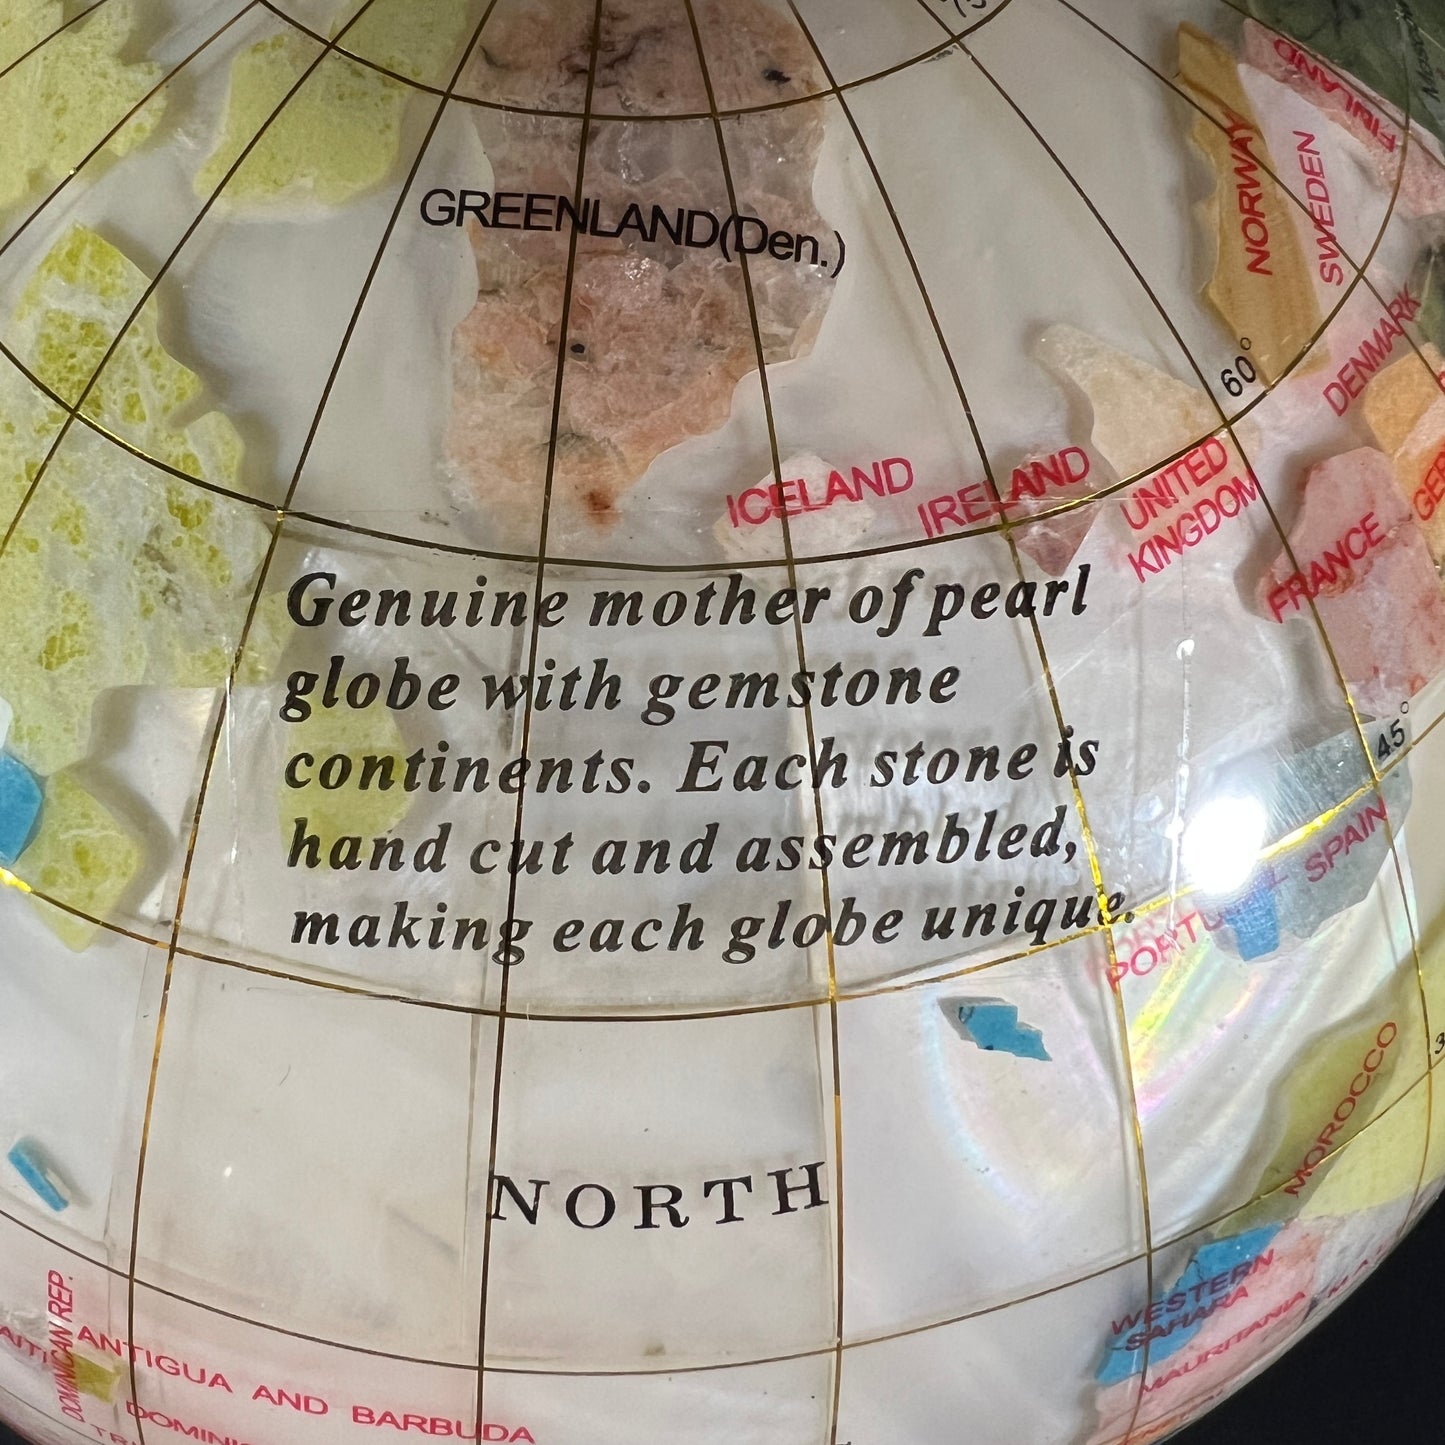 75
FINLAND
NORWAY
SWEDEN
GREENLAND(Den.)
DENMARK
60°
ICELAND
IRELAND
UNITED
KINGDOM
FRANCE
Genuine mother of pearl
globe with gemstone
continents. Each stone is
hand cut and assembled,
making each globe unique.
45°
SPAIN
PORTUGAL
MOROCCO
NORTH
WESTERN
SAHARA
MAURITANIA
DOMINICAN REP.
ANTIGUA AND BARBUDA